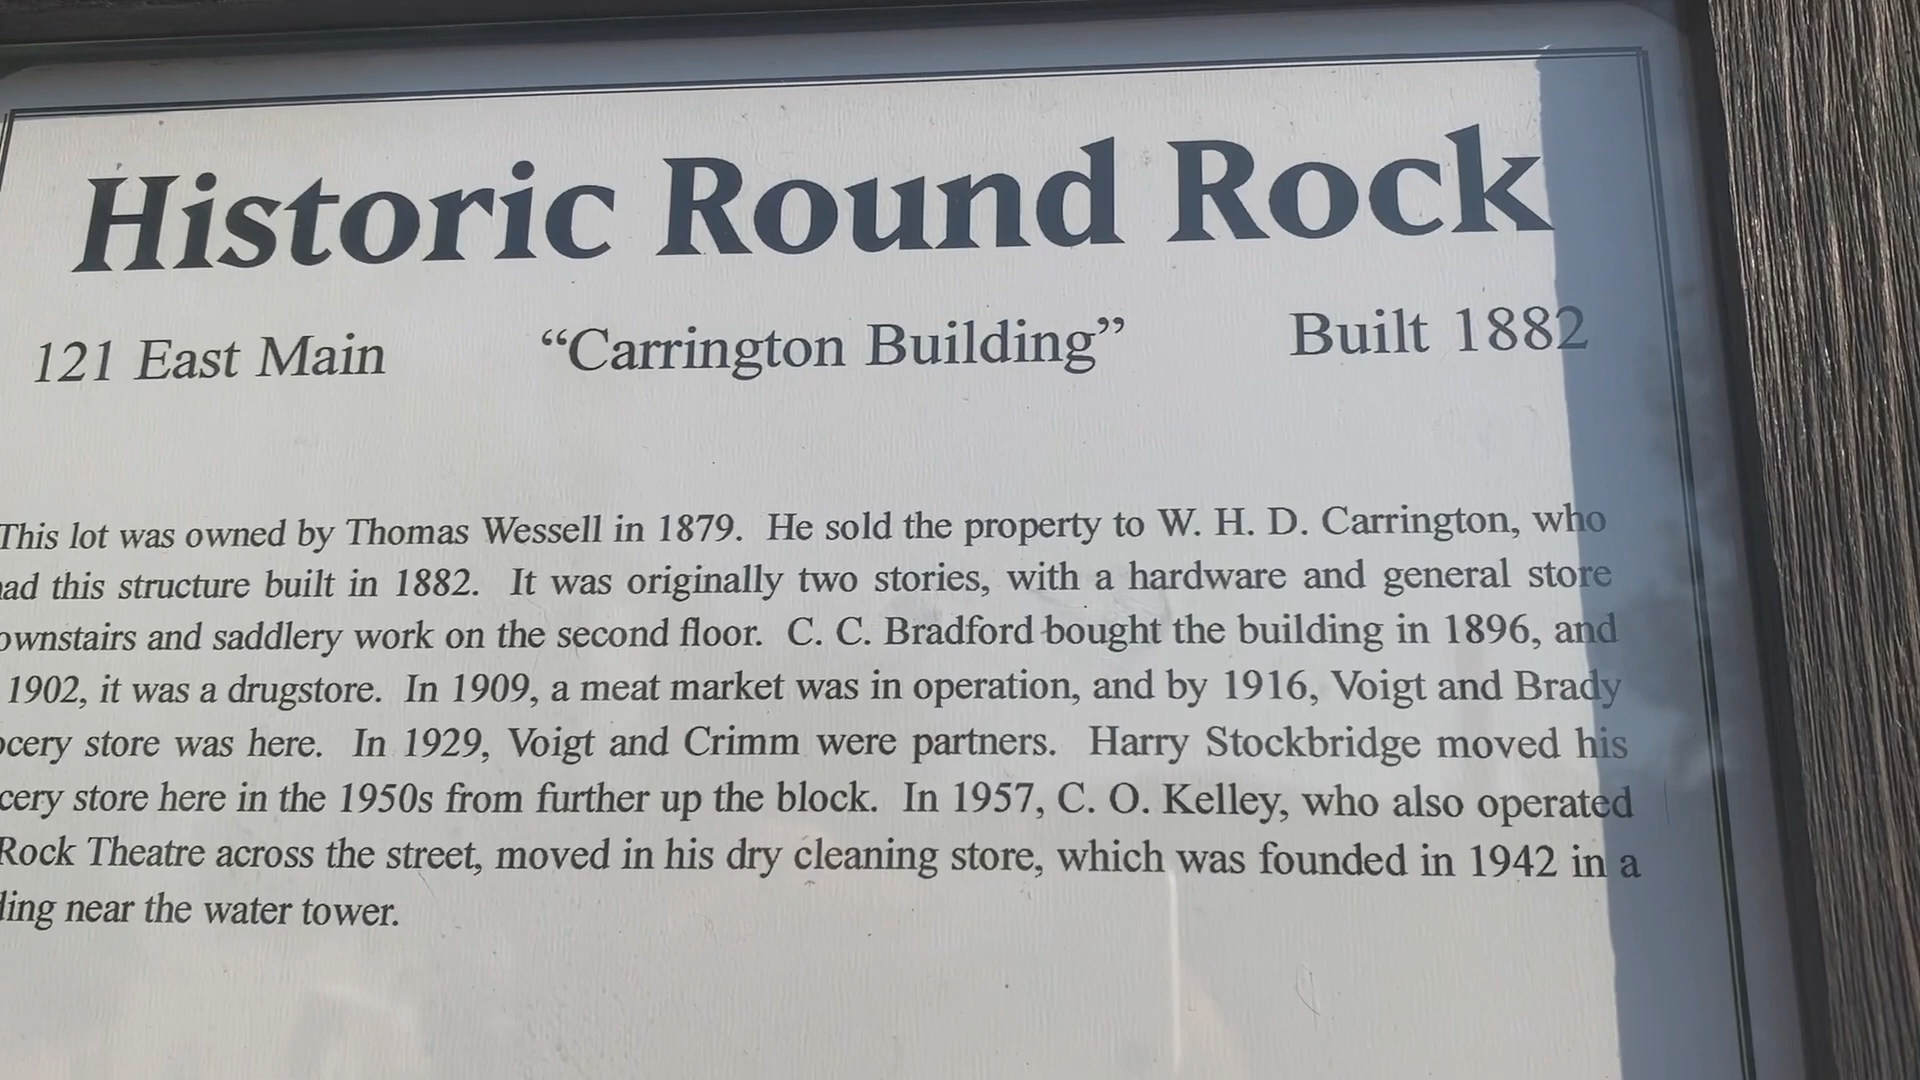 Historic Round Rock
121 East Main “Carrington Building” Built 1882
This lot was owned by Thomas Wessell in 1879. He sold the property to W. H. D. Carrington, who
ad this structure built in 1882. It was originally two stories, with a hardware and general store
ownstairs and saddlery work on the second floor. C. C. Bradford bought the building in 1896, and
1902, it was a drugstore. In 1909, a meat market was in operation, and by 1916, Voigt and Brady
ocery store was here. In 1929, Voigt and Crimm were partners. Harry Stockbridge moved his
cery store here in the 1950s from further up the block. In 1957, C. O. Kelley, who also operated
Rock Theatre across the street, moved in his dry cleaning store, which was founded in 1942 in a
ding near the water tower.